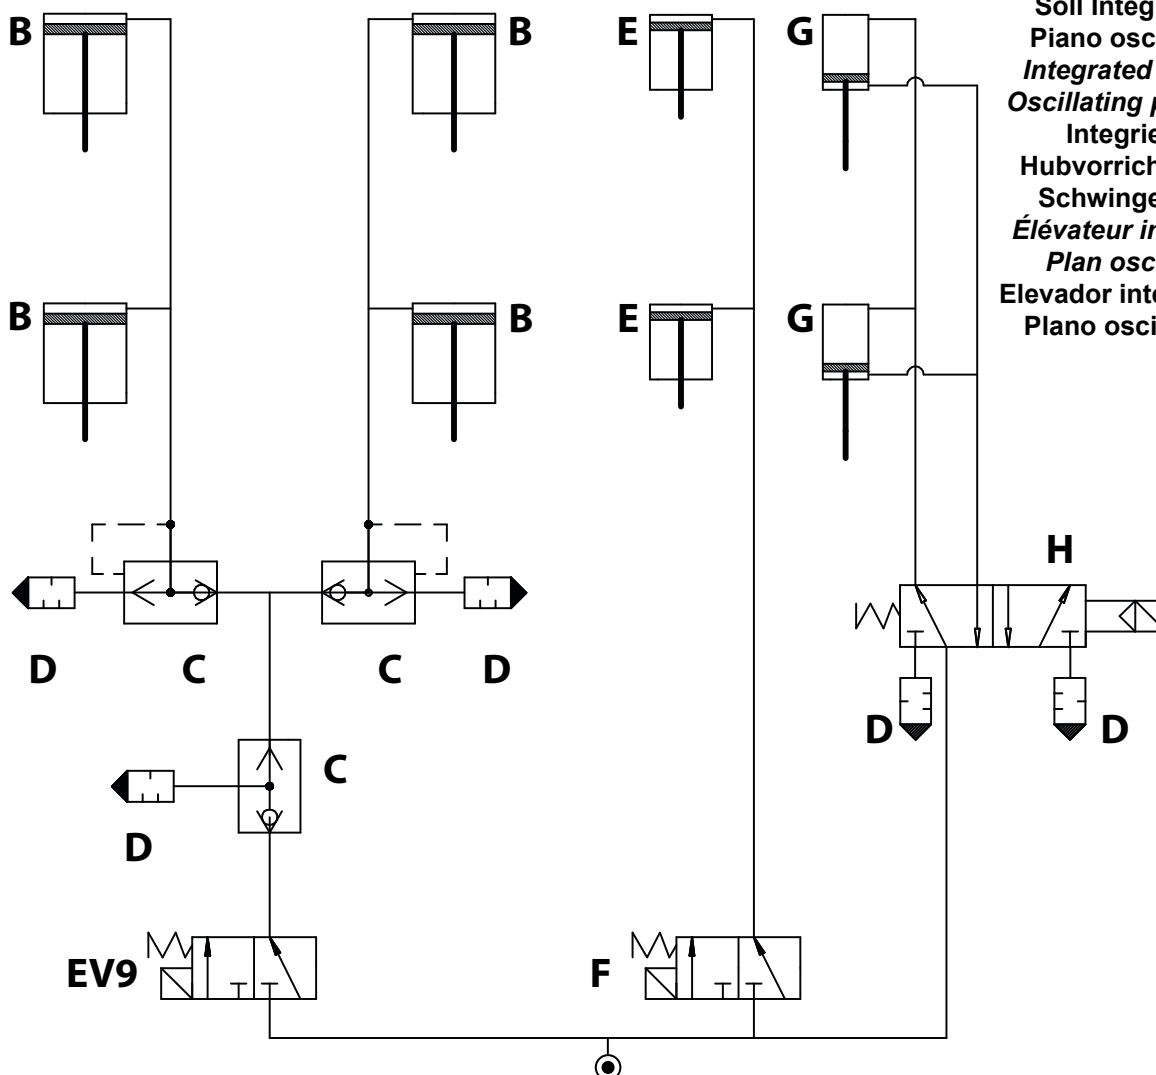 B
B
E
G
Soll Integ
Piano osc
Integrated
Oscillating p
Integrie
Hubvorrich
Schwinge
Élévateur in
Plan osc
Elevador inte
Plano osci
B
B
E
G
H
D
C
C
D
D
D
C
D
EV9
F